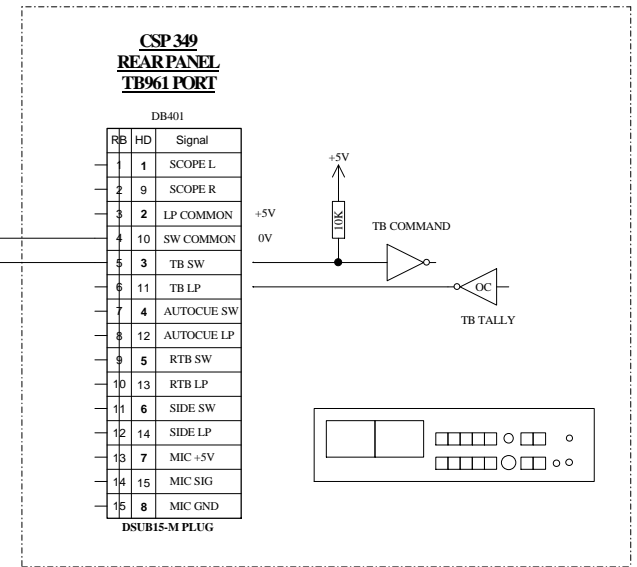 CSP 349
REAR PANEL
TB961 PORT
DB401
RB HD Signal
1 1 SCOPE L
2 9 SCOPE R
3 2 LP COMMON +5V
4 10 SW COMMON 0V
5 3 TB SW
6 11 TB LP
7 4 AUTOCUE SW
8 12 AUTOCUE LP
9 5 RTB SW
10 13 RTB LP
11 6 SIDE SW
12 14 SIDE LP
13 7 MIC +5V
14 15 MIC SIG
15 8 MIC GND
DSUB15-M PLUG
+5V
10K
TB COMMAND
OC
TB TALLY